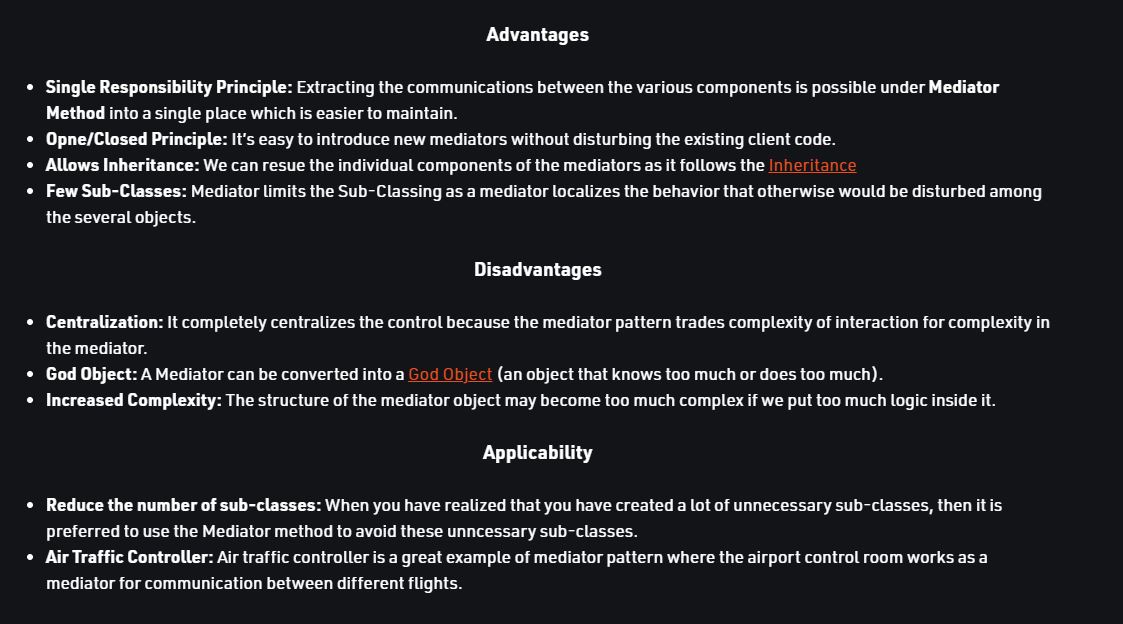 Advantages
• Single Responsibility Principle: Extracting the communications between the various components is possible under Mediator
Method into a single place which is easier to maintain.
• Opne/Closed Principle: It’s easy to introduce new mediators without disturbing the existing client code.
• Allows Inheritance: We can resue the individual components of the mediators as it follows the Inheritance
• Few Sub-Classes: Mediator limits the Sub-Classing as a mediator localizes the behavior that otherwise would be disturbed among
the several objects.
Disadvantages
• Centralization: It completely centralizes the control because the mediator pattern trades complexity of interaction for complexity in
the mediator.
• God Object: A Mediator can be converted into a God Object (an object that knows too much or does too much).
• Increased Complexity: The structure of the mediator object may become too much complex if we put too much logic inside it.
Applicability
• Reduce the number of sub-classes: When you have realized that you have created a lot of unnecessary sub-classes, then it is
preferred to use the Mediator method to avoid these unncessary sub-classes.
• Air Traffic Controller: Air traffic controller is a great example of mediator pattern where the airport control room works as a
mediator for communication between different flights.